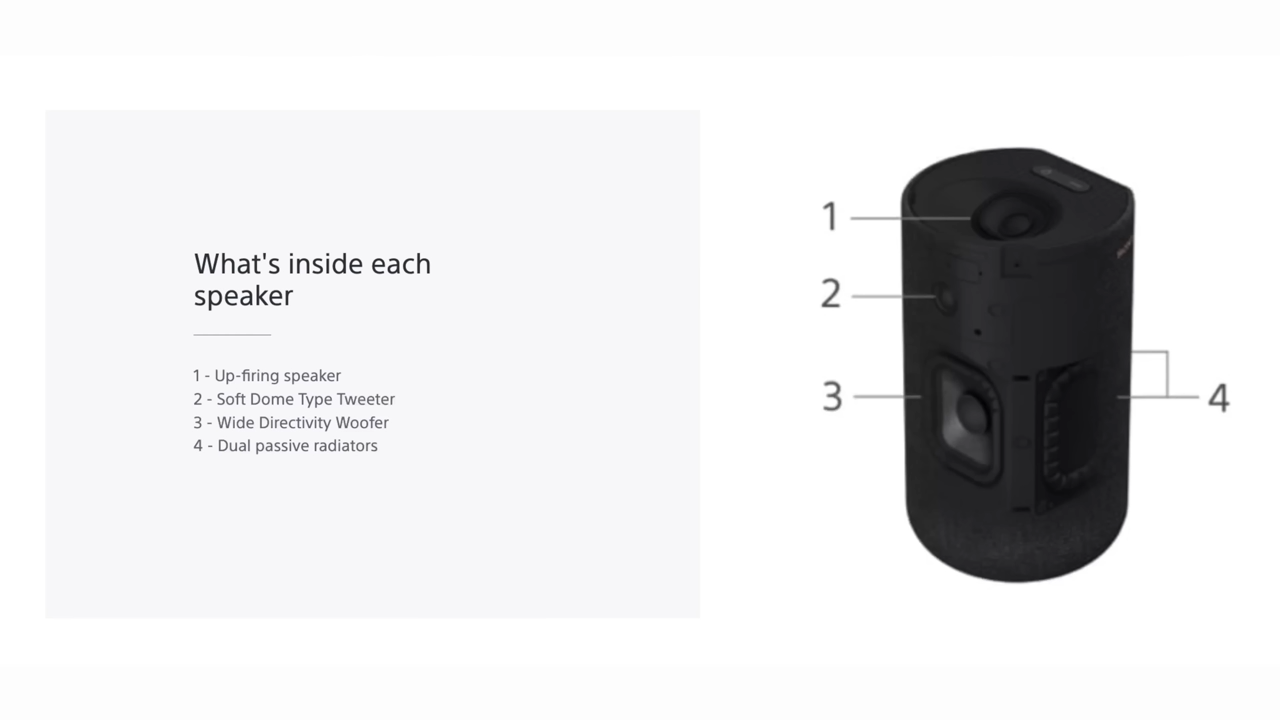 What's inside each
speaker
1 - Up-firing speaker
2 - Soft Dome Type Tweeter
3 - Wide Directivity Woofer
4 - Dual passive radiators
1
2
3
4